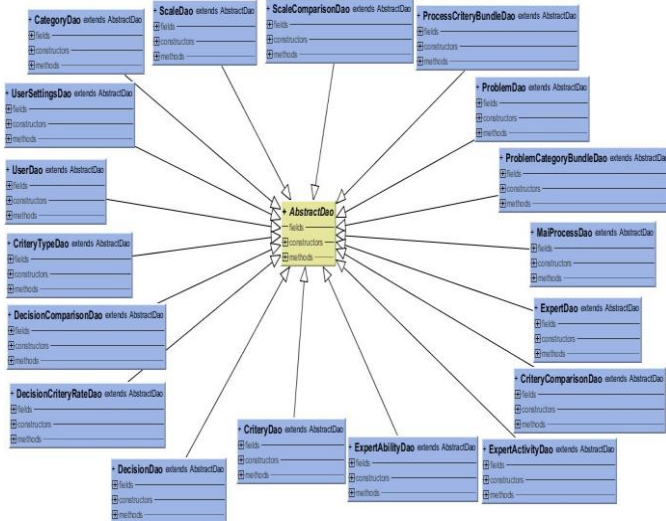 + CategoryDao extends AbstractDao
fields
constructors
methods
+ ScaleDao extends AbstractDao
fields
constructors
methods
+ ScaleComparisonDao extends AbstractDao
fields
constructors
methods
+ ProcessCriteryBundleDao extends AbstractDao
fields
constructors
methods
+ UserSettingsDao extends AbstractDao
fields
constructors
methods
+ ProblemDao extends AbstractDao
fields
constructors
methods
+ UserDao extends AbstractDao
fields
constructors
methods
+ ProblemCategoryBundleDao extends AbstractDao
fields
constructors
methods
+ AbstractDao
fields
constructors
methods
+ CriteryTypeDao extends AbstractDao
fields
constructors
methods
+ MaiProcessDao extends AbstractDao
fields
constructors
methods
+ DecisionComparisonDao extends AbstractDao
fields
constructors
methods
+ ExpertDao extends AbstractDao
fields
constructors
methods
+ DecisionCriteryRateDao extends AbstractDao
fields
constructors
methods
+ CriteryComparisonDao extends AbstractDao
fields
constructors
methods
+ DecisionDao extends AbstractDao
fields
constructors
methods
+ CriteryDao extends AbstractDao
fields
constructors
methods
+ ExpertAbilityDao extends AbstractDao
fields
constructors
methods
+ ExpertActivityDao extends AbstractDao
fields
constructors
methods